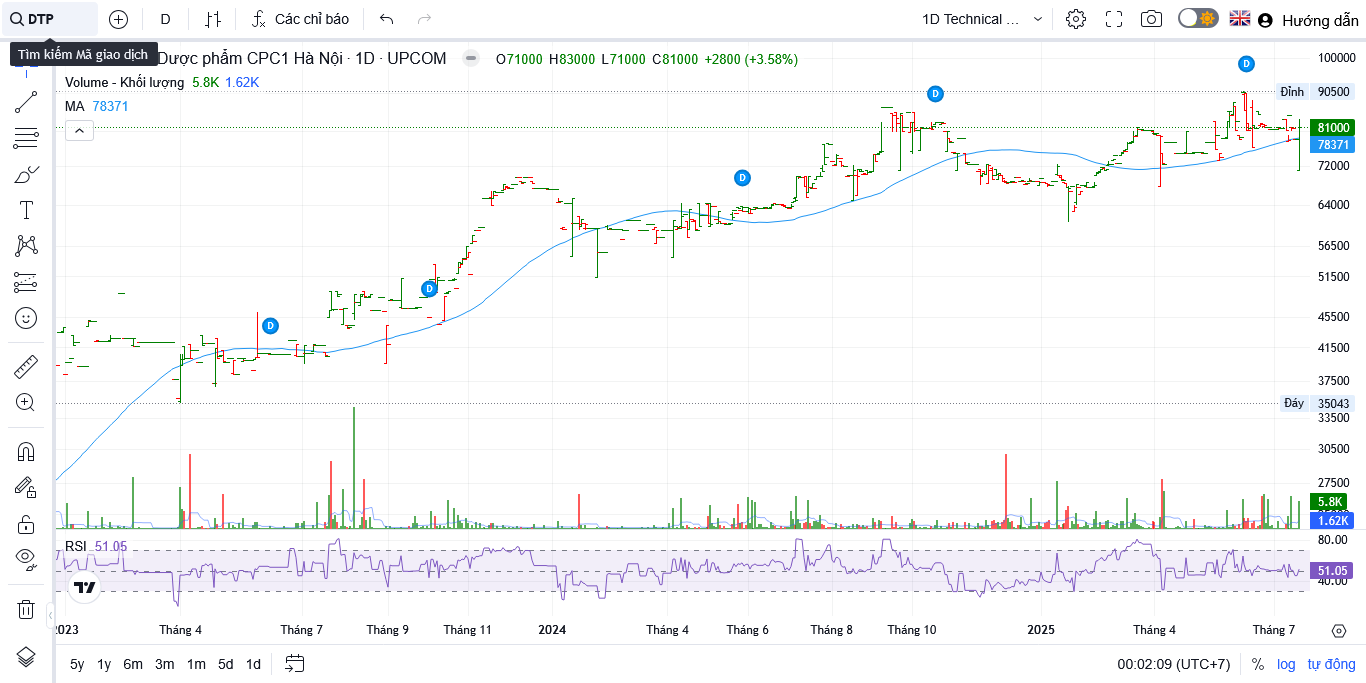 DTP
D
Các chỉ báo
1D Technical ...
Hướng dẫn
Tìm kiếm Mã giao dịch
Dược phẩm CPC1 Hà Nội · 1D · UPCOM
O71000 H83000 L71000 C81000 +2800 (+3.58%)
Volume - Khối lượng 5.8K 1.62K
MA 78371
100000
Đỉnh 90500
81000
78371
72000
64000
56500
51500
45500
41500
37500
Đáy 35043
33500
30500
27500
5.8K
1.62K
D
D
D
D
D
RSI 51.05
80.00
51.05
40.00
2023 Tháng 4 Tháng 7 Tháng 9 Tháng 11 2024 Tháng 4 Tháng 6 Tháng 8 Tháng 10 2025 Tháng 4 Tháng 7
5y 1y 6m 3m 1m 5d 1d
00:02:09 (UTC+7) % log tự động